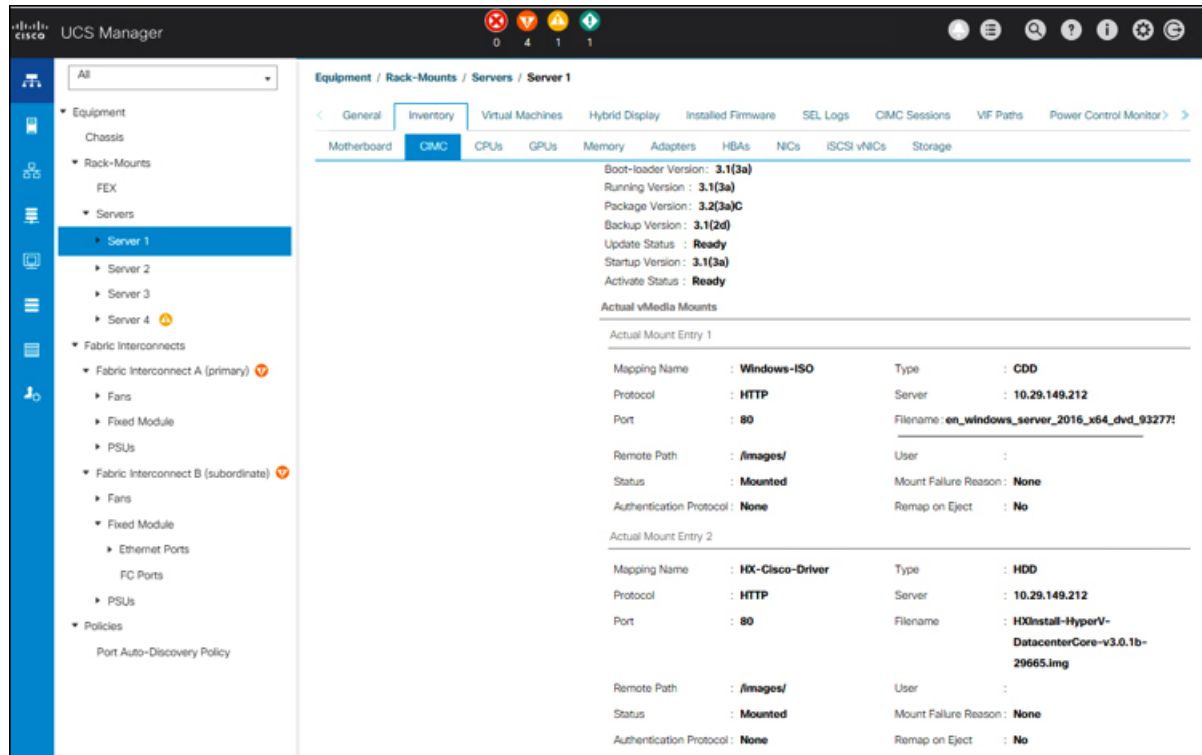 cisco UCS Manager
0 4 1 1
All
Equipment
Chassis
Rack-Mounts
FEX
Servers
Server 1
Server 2
Server 3
Server 4
Fabric Interconnects
Fabric Interconnect A (primary)
Fans
Fixed Module
PSUs
Fabric Interconnect B (subordinate)
Fans
Fixed Module
Ethernet Ports
FC Ports
PSUs
Policies
Port Auto-Discovery Policy
Equipment / Rack-Mounts / Servers / Server 1
General Inventory Virtual Machines Hybrid Display Installed Firmware SEL Logs CIMC Sessions VIF Paths Power Control Monitor
Motherboard CIMC CPUs GPUs Memory Adapters HBAs NICs iSCSI vNICs Storage
Boot-loader Version: 3.1(3a)
Running Version : 3.1(3a)
Package Version: 3.2(3a)C
Backup Version : 3.1(2d)
Update Status : Ready
Startup Version : 3.1(3a)
Activate Status : Ready
Actual vMedia Mounts
Actual Mount Entry 1
Mapping Name : Windows-ISO Type : CDD
Protocol : HTTP Server : 10.29.149.212
Port : 80 Filename : en_windows_server_2016_x64_dvd_932775
Remote Path : /images/ User :
Status : Mounted Mount Failure Reason : None
Authentication Protocol : None Remap on Eject : No
Actual Mount Entry 2
Mapping Name : HX-Cisco-Driver Type : HDD
Protocol : HTTP Server : 10.29.149.212
Port : 80 Filename : HXInstall-HyperV-
DatacenterCore-v3.0.1b-
29665.img
Remote Path : /images/ User :
Status : Mounted Mount Failure Reason : None
Authentication Protocol : None Remap on Eject : No